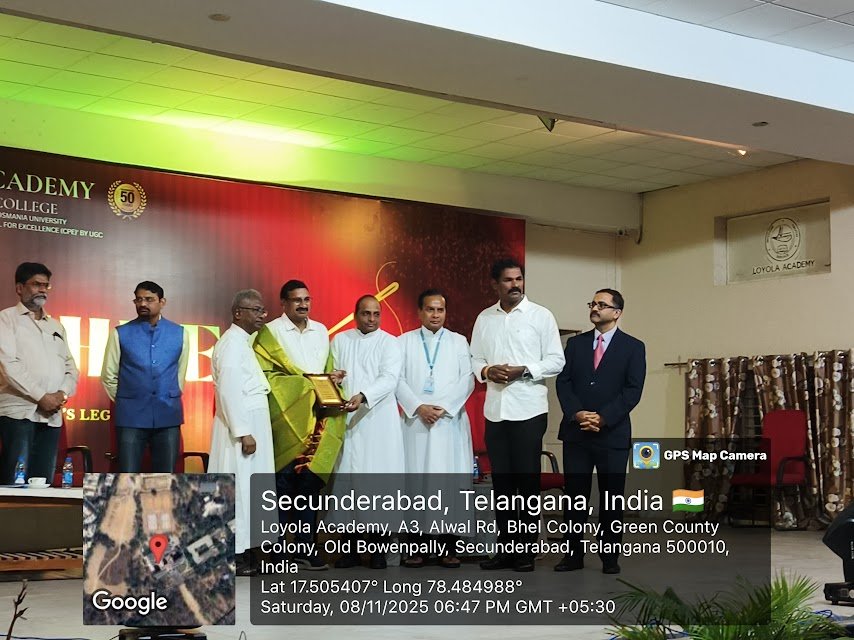 CADEMY
COLLEGE
OSMANIA UNIVERSITY
L FOR EXCELLENCE (CPE)' BY UGC
50
LOYOLA ACADEMY
H
'S LEG
GPS Map Camera
Secunderabad, Telangana, India 🇮🇳
Loyola Academy, A3, Alwal Rd, Bhel Colony, Green County
Colony, Old Bowenpally, Secunderabad, Telangana 500010,
India
Lat 17.505407° Long 78.484988°
Saturday, 08/11/2025 06:47 PM GMT +05:30
Google